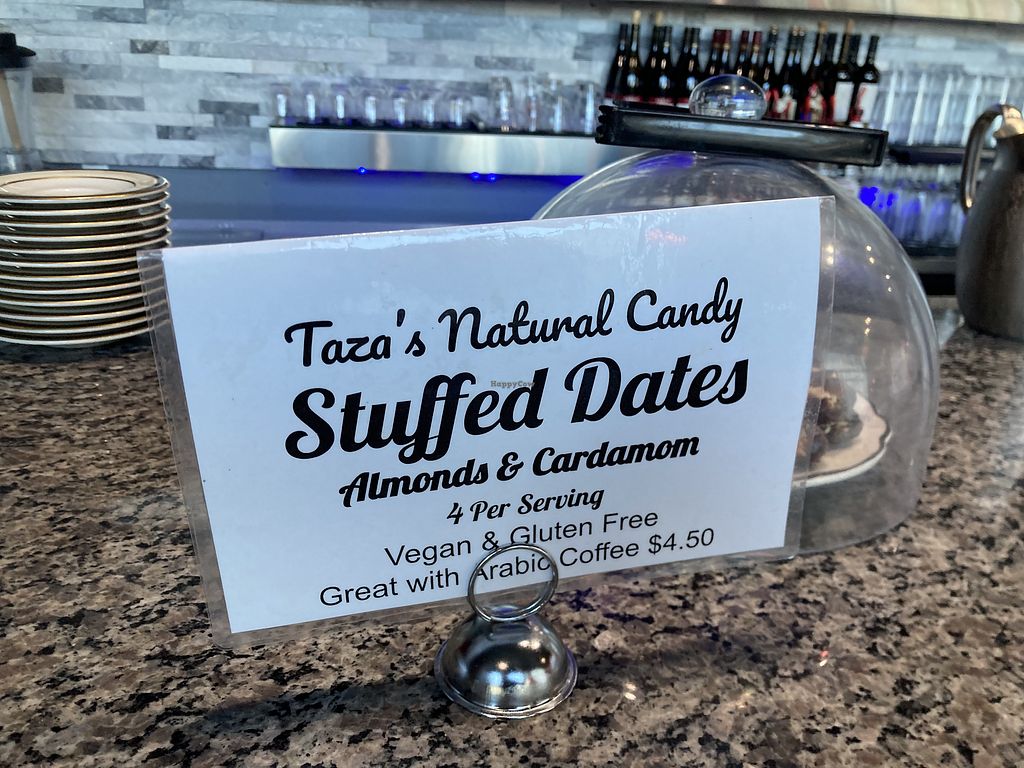 Taza's Natural Candy
Stuffed Dates
HappyCow
Almonds & Cardamom
4 Per Serving
Vegan & Gluten Free
Great with Arabic Coffee $4.50